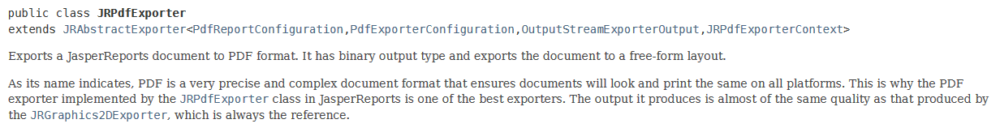 public class JRPdfExporter
extends JRAbstractExporter<PdfReportConfiguration,PdfExporterConfiguration,OutputStreamExporterOutput,JRPdfExporterContext>
Exports a JasperReports document to PDF format. It has binary output type and exports the document to a free-form layout.
As its name indicates, PDF is a very precise and complex document format that ensures documents will look and print the same on all platforms. This is why the PDF
exporter implemented by the JRPdfExporter class in JasperReports is one of the best exporters. The output it produces is almost of the same quality as that produced by
the JRGraphics2DExporter, which is always the reference.